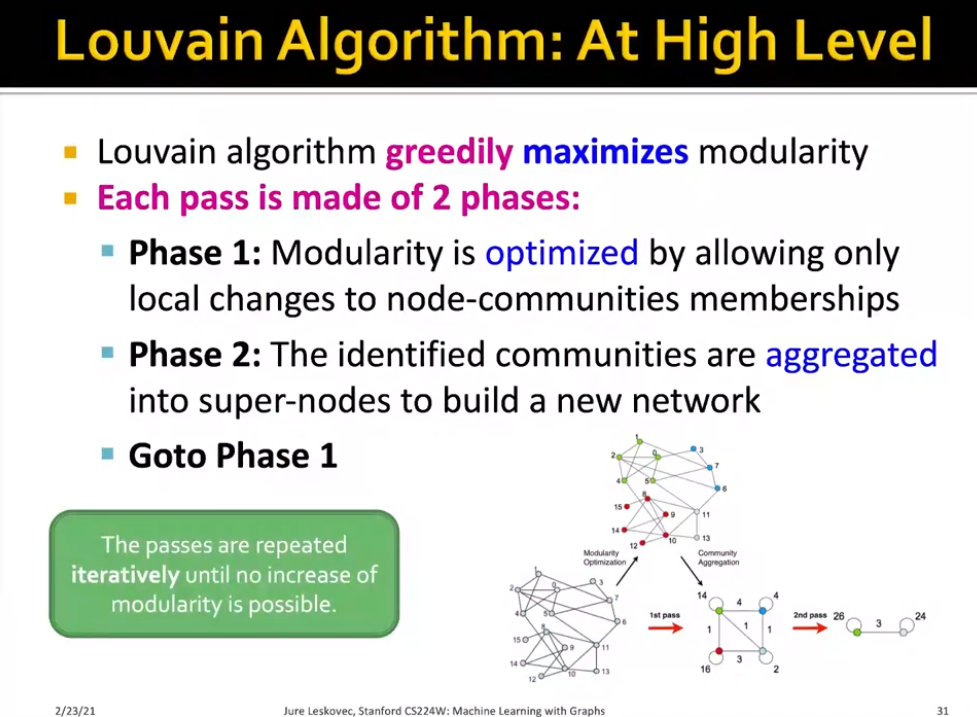 Louvain Algorithm: At High Level
Louvain algorithm greedily maximizes modularity
Each pass is made of 2 phases:
Phase 1: Modularity is optimized by allowing only
local changes to node-communities memberships
Phase 2: The identified communities are aggregated
into super-nodes to build a new network
Goto Phase 1
The passes are repeated
iteratively until no increase of
modularity is possible.
1
2
0
3
7
4
5
6
8
15
9
11
14
10
13
12
Modularity
Optimization
Community
Aggregation
1
2
0
3
7
4
5
6
8
15
9
11
14
10
13
12
1st pass
14
4
4
1
1
1
3
16
2
2nd pass
26
3
24
2/23/21
Jure Leskovec, Stanford CS224W: Machine Learning with Graphs
31